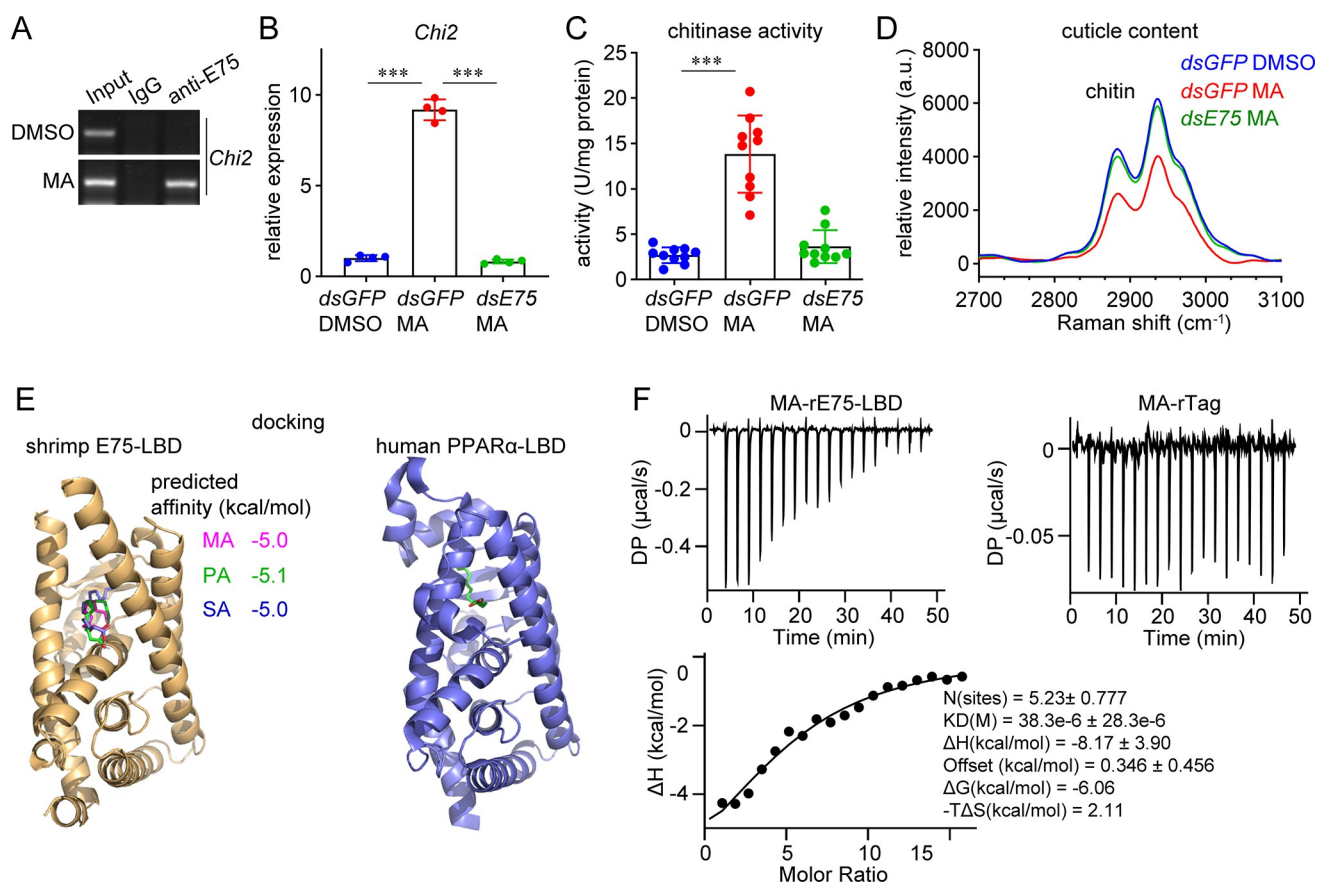 A
Input
IgG
anti-E75
DMSO
MA
Chi2
B
Chi2
relative expression
10
5
0
***
***
dsGFP dsGFP dsE75
DMSO MA MA
C
chitinase activity
activity (U/mg protein)
25
20
15
10
5
0
***
dsGFP dsGFP dsE75
DMSO MA MA
D
cuticle content
relative intensity (a.u.)
8000
6000
4000
2000
0
chitin
dsGFP DMSO
dsGFP MA
dsE75 MA
2700 2800 2900 3000 3100
Raman shift (cm-1)
E
docking
shrimp E75-LBD
human PPARα-LBD
predicted
affinity (kcal/mol)
MA -5.0
PA -5.1
SA -5.0
F
MA-rE75-LBD
DP (µcal/s)
0
-0.2
-0.4
0 10 20 30 40 50
Time (min)
MA-rTag
DP (µcal/s)
0
-0.05
0 10 20 30 40 50
Time (min)
ΔH (kcal/mol)
0
-2
-4
0 5 10 15
Molor Ratio
N(sites) = 5.23± 0.777
KD(M) = 38.3e-6 ± 28.3e-6
ΔH(kcal/mol) = -8.17 ± 3.90
Offset (kcal/mol) = 0.346 ± 0.456
ΔG(kcal/mol) = -6.06
-TΔS(kcal/mol) = 2.11